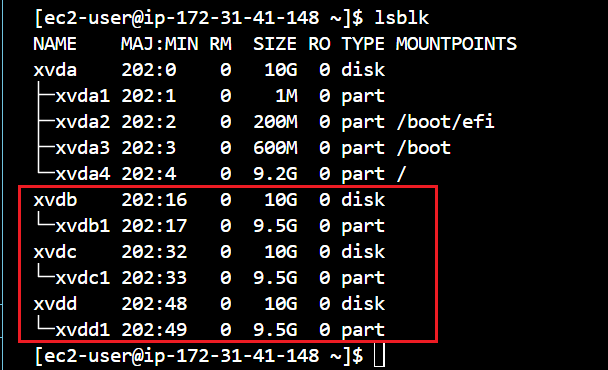 [ec2-user@ip-172-31-41-148 ~]$ lsblk
NAME    MAJ:MIN RM  SIZE RO TYPE MOUNTPOINTS
xvda    202:0    0   10G  0 disk
├─xvda1 202:1    0    1M  0 part
├─xvda2 202:2    0  200M  0 part /boot/efi
├─xvda3 202:3    0  600M  0 part /boot
└─xvda4 202:4    0  9.2G  0 part /
xvdb    202:16   0   10G  0 disk
└─xvdb1 202:17   0  9.5G  0 part
xvdc    202:32   0   10G  0 disk
└─xvdc1 202:33   0  9.5G  0 part
xvdd    202:48   0   10G  0 disk
└─xvdd1 202:49   0  9.5G  0 part
[ec2-user@ip-172-31-41-148 ~]$